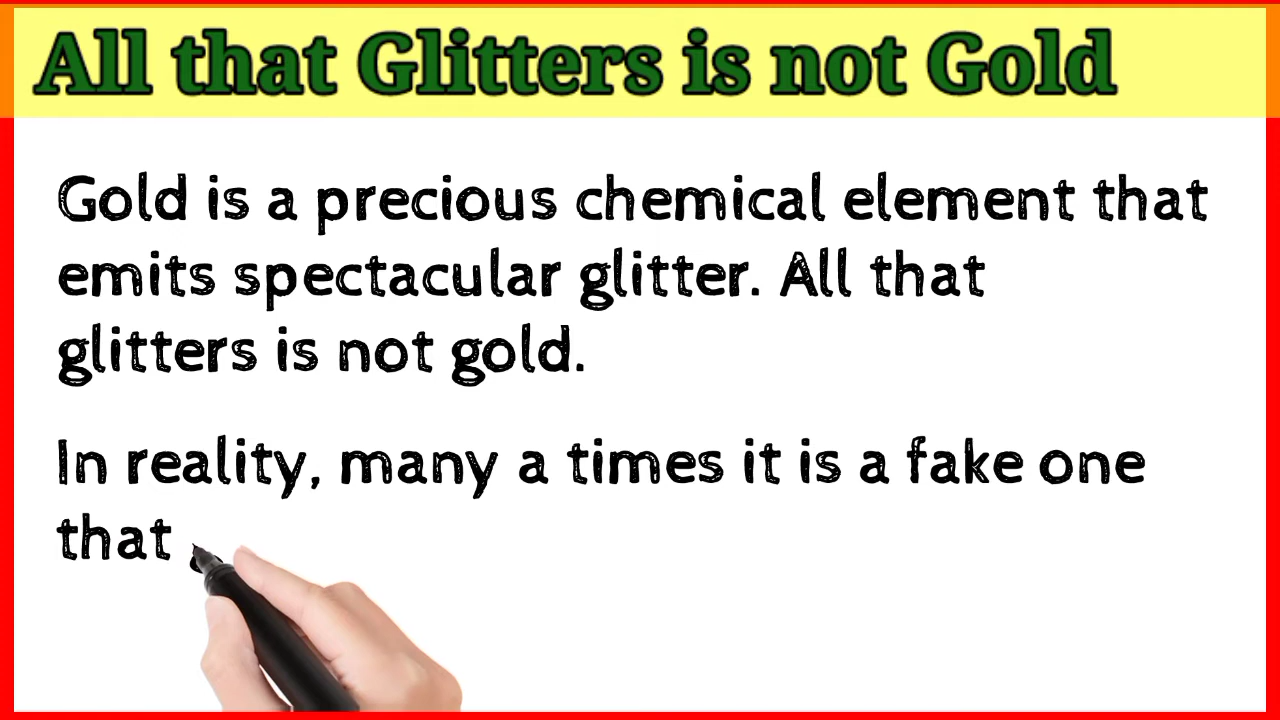 All that Glitters is not Gold
Gold is a precious chemical element that
emits spectacular glitter. All that
glitters is not gold.
In reality, many a times it is a fake one
that